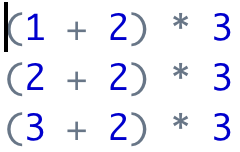 (1 + 2) * 3
(2 + 2) * 3
(3 + 2) * 3